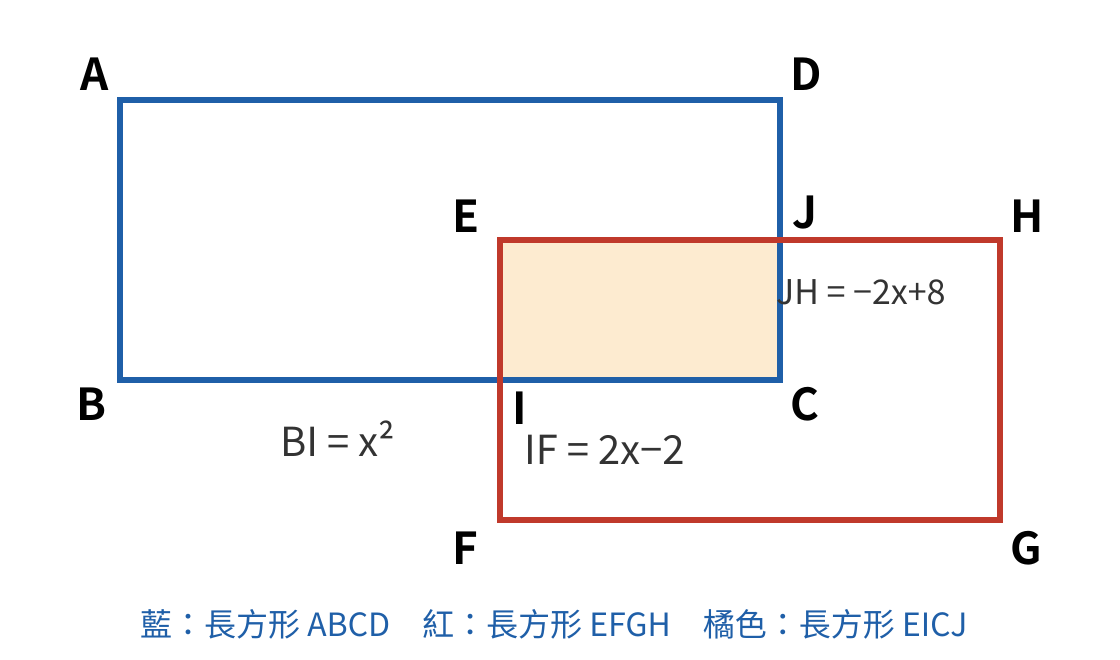 A
D
E
J
H
JH = −2x+8
B
I
C
BI = x²
IF = 2x−2
F
G
藍：長方形 ABCD 紅：長方形 EFGH 橘色：長方形 EICJ